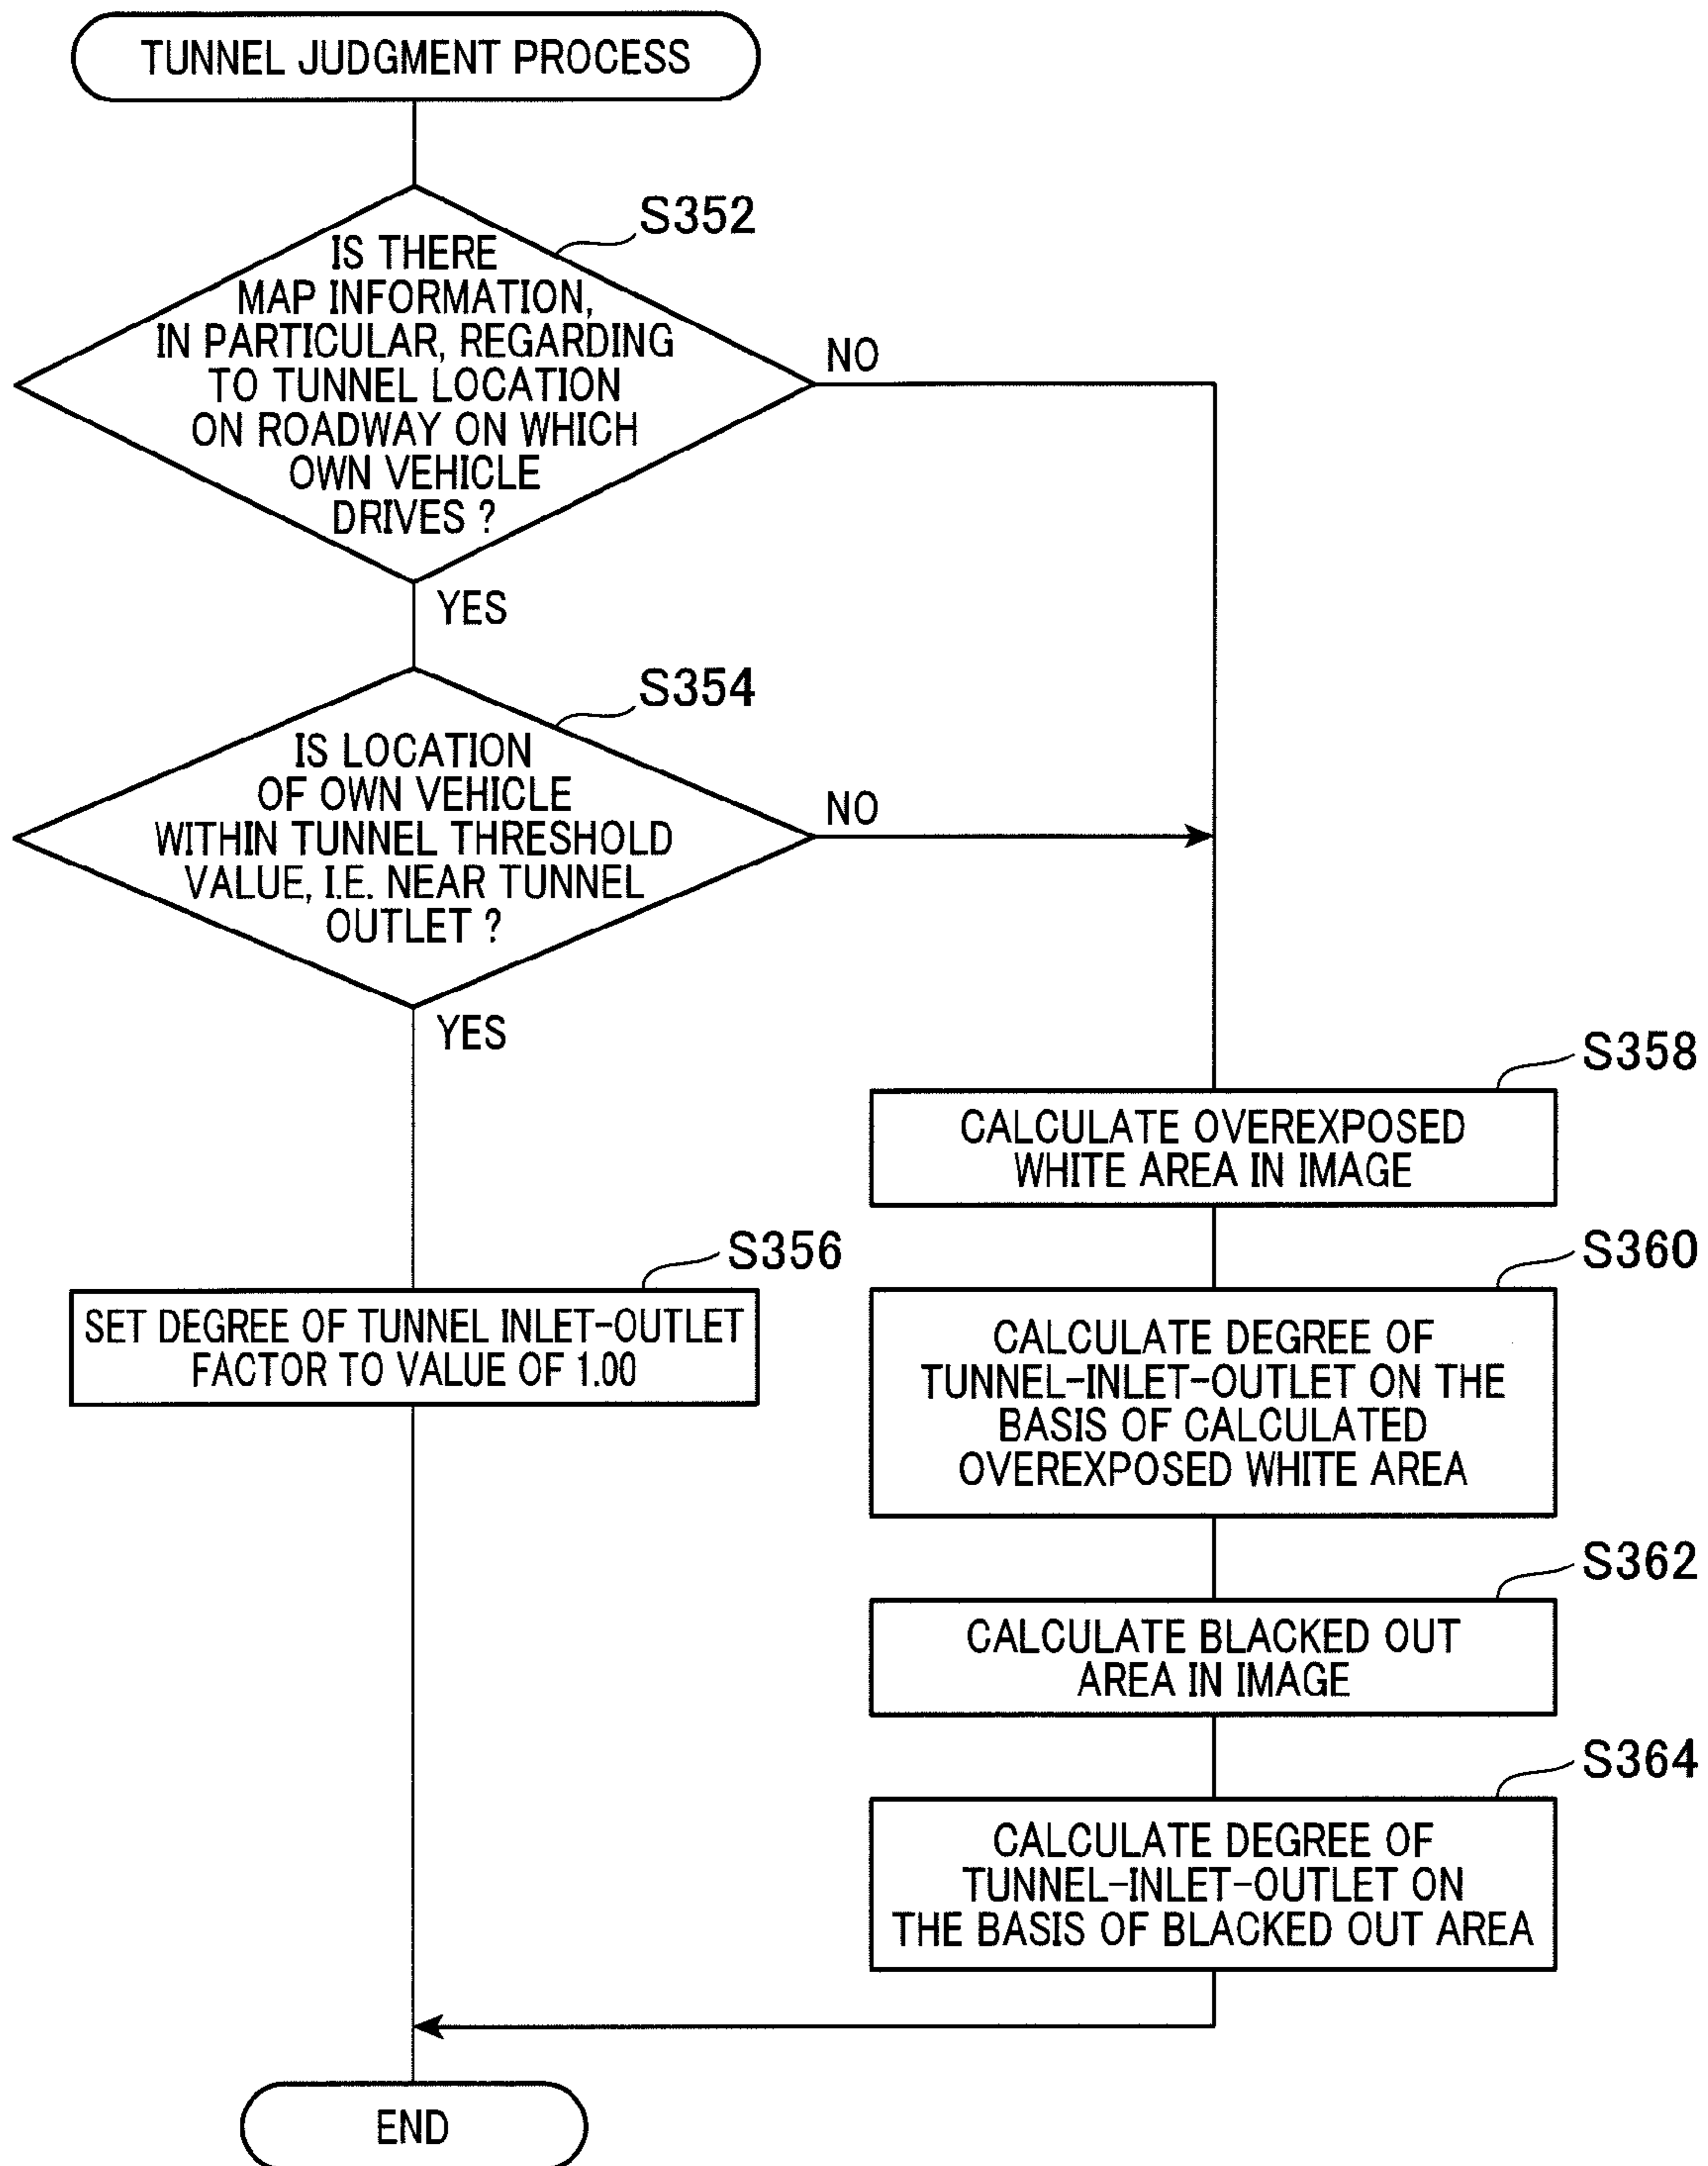 TUNNEL JUDGMENT PROCESS
S352
IS THERE
MAP INFORMATION,
IN PARTICULAR, REGARDING
TO TUNNEL LOCATION
ON ROADWAY ON WHICH
OWN VEHICLE
DRIVES ?
NO
YES
S354
IS LOCATION
OF OWN VEHICLE
WITHIN TUNNEL THRESHOLD
VALUE, I.E. NEAR TUNNEL
OUTLET ?
NO
YES
S356
SET DEGREE OF TUNNEL INLET-OUTLET
FACTOR TO VALUE OF 1.00
S358
CALCULATE OVEREXPOSED
WHITE AREA IN IMAGE
S360
CALCULATE DEGREE OF
TUNNEL-INLET-OUTLET ON THE
BASIS OF CALCULATED
OVEREXPOSED WHITE AREA
S362
CALCULATE BLACKED OUT
AREA IN IMAGE
S364
CALCULATE DEGREE OF
TUNNEL-INLET-OUTLET ON
THE BASIS OF BLACKED OUT AREA
END